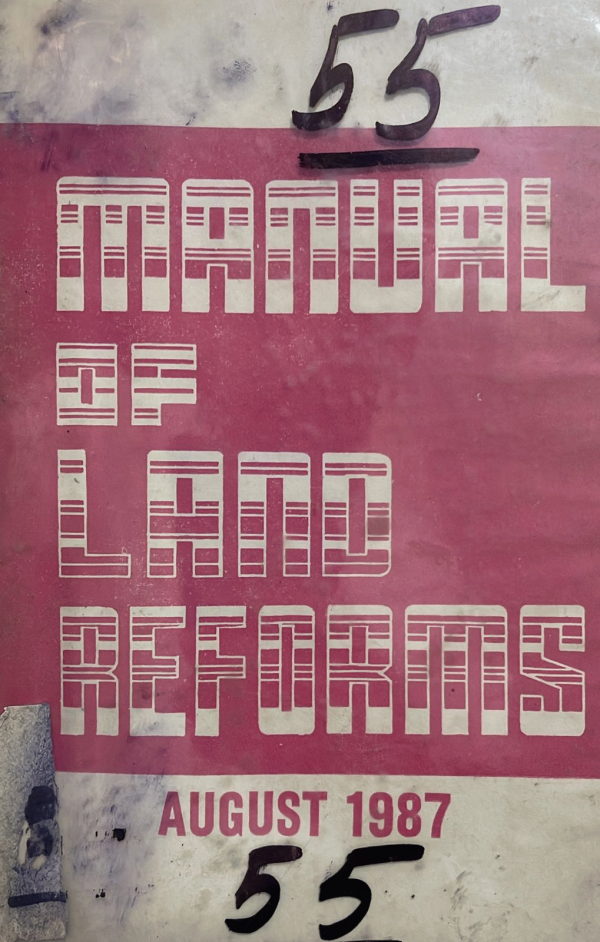 55
MANUAL
OF
LAND
REFORMS
AUGUST 1987
55